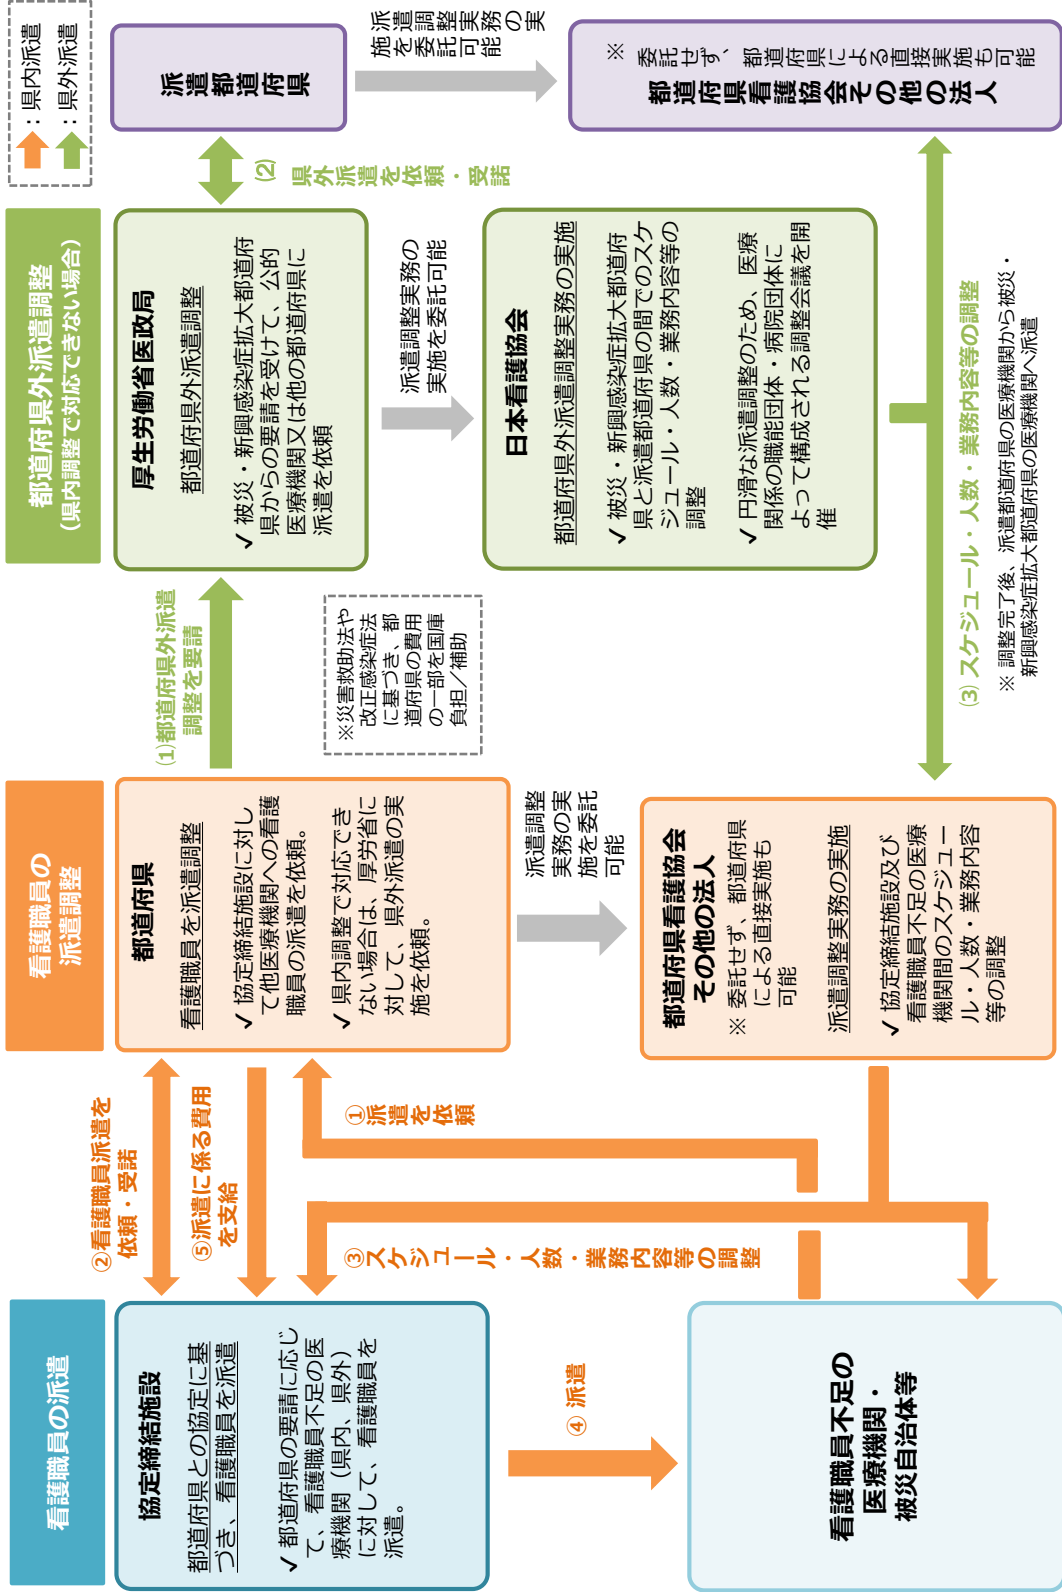 看護職員の派遣
協定締結施設
都道府県との協定に基
づき、看護職員を派遣
✓ 都道府県の要請に応じ
て、看護職員不足の医
療機関（県内、県外）
に対して、看護職員を
派遣。
④ 派遣
看護職員不足の
医療機関・
被災自治体等
②看護職員派遣を
依頼・受諾
⑤派遣に係る費用
を支給
①派遣を依頼
③スケジュール・人数・業務内容等の調整
看護職員の
派遣調整
都道府県
看護職員を派遣調整
✓ 協定締結施設に対し
て他医療機関への看護
職員の派遣を依頼。
✓ 県内調整で対応でき
ない場合は、厚労省に
対して、県外派遣の実
施を依頼。
派遣調整
実務の実
施を委託
可能
都道府県看護協会
その他の法人
※ 委託せず、都道府県
による直接実施も
可能
派遣調整実務の実施
✓ 協定締結施設及び
看護職員不足の医療
機関間のスケジュー
ル・人数・業務内容
等の調整
(1)都道府県外派遣
調整を要請
※災害救助法や
改正感染症法
に基づき、都
道府県の費用
の一部を国庫
負担／補助
都道府県外派遣調整
（県内調整で対応できない場合）
厚生労働省医政局
都道府県外派遣調整
✓ 被災・新興感染症拡大都道府
県からの要請を受けて、公的
医療機関又は他の都道府県に
派遣を依頼
派遣調整実務の
実施を委託可能
日本看護協会
都道府県外派遣調整実務の実施
✓ 被災・新興感染症拡大都道府
県と派遣都道府県の間でのスケ
ジュール・人数・業務内容等の
調整
✓ 円滑な派遣調整のため、医療
関係の職能団体・病院団体に
よって構成される調整会議を開
催
(3) スケジュール・人数・業務内容等の調整
※ 調整完了後、派遣都道府県の医療機関から被災・
新興感染症拡大都道府県の医療機関へ派遣
：県内派遣
：県外派遣
(2)
県外派遣を依頼・受諾
派遣都道府県
派遣調整実務の実
施を委託可能
※ 委託せず、都道府県による直接実施も可能
都道府県看護協会その他の法人